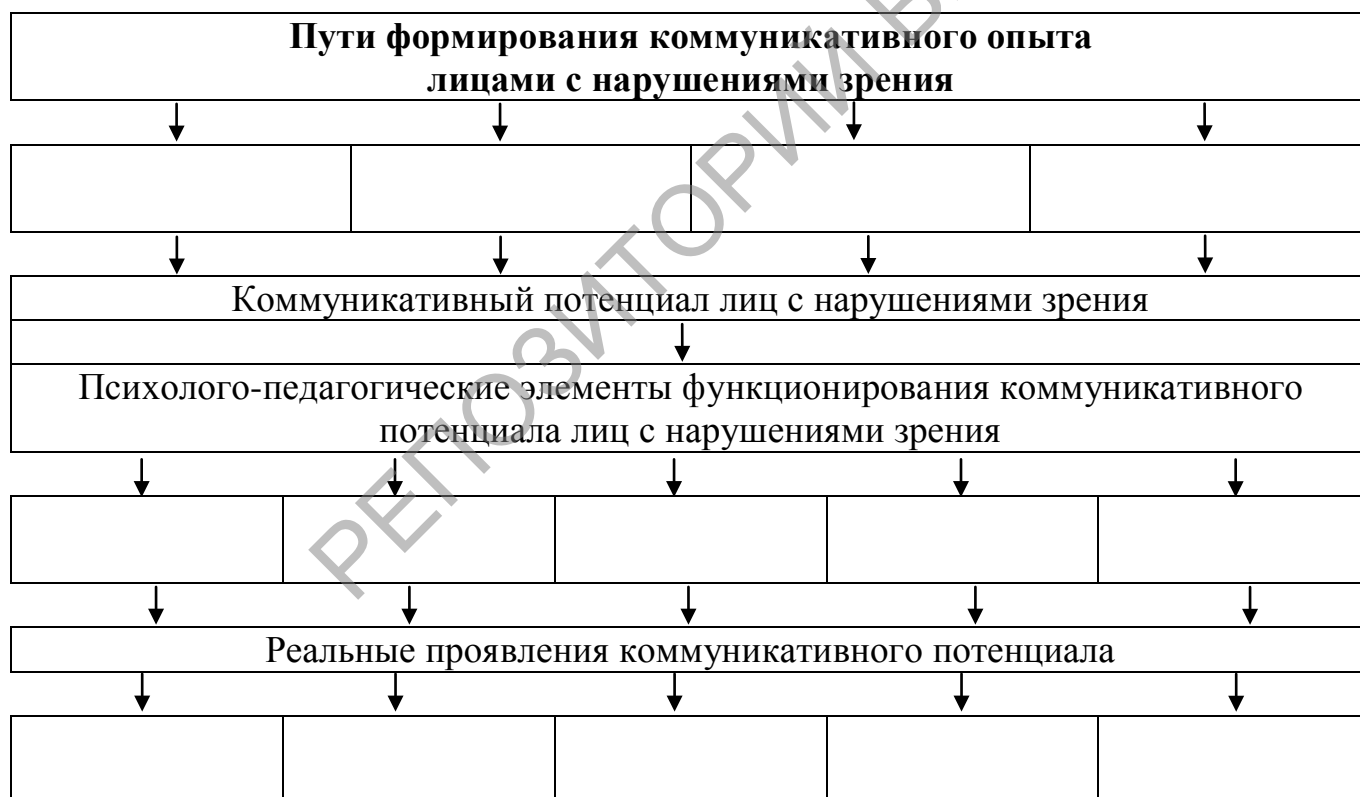 Пути формирования коммуникативного опыта
лицами с нарушениями зрения
Коммуникативный потенциал лиц с нарушениями зрения
Психолого-педагогические элементы функционирования коммуникативного
потенциала лиц с нарушениями зрения
Реальные проявления коммуникативного потенциала
РЕПОЗИТОРИЙ